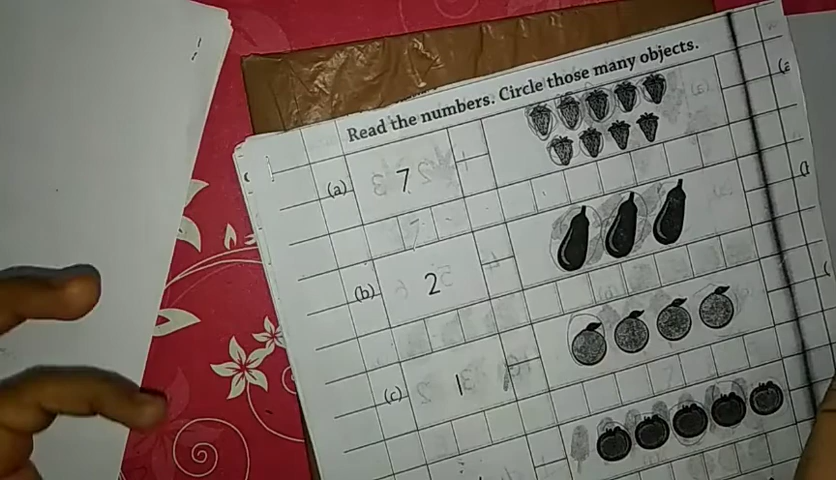 Read the numbers. Circle those many objects.
(a) 7
(b) 2
(c) 1